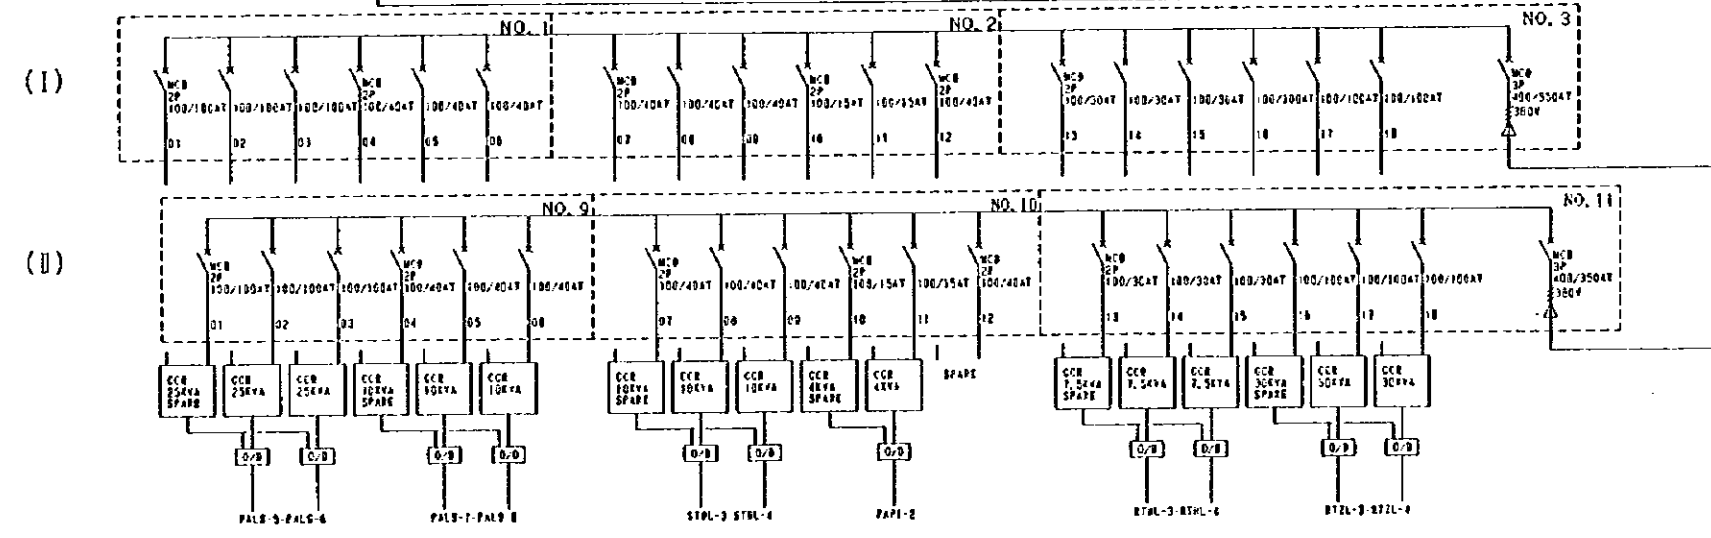 (I)
NO. 1
NO. 2
NO. 3
MCB MCB MCB MCB MCB MCB
2P 2P 2P 2P 2P 3P
100/100AT 100/100AT 100/100AT 100/40AT 100/40AT 100/40AT 100/40AT 100/40AT 100/40AT 100/15AT 100/15AT 100/40AT 100/30AT 100/30AT 100/30AT 100/100AT 100/100AT 100/100AT 400/350AT
380V
01 02 03 04 05 06 07 08 09 10 11 12 13 14 15 16 17 18
(II)
NO. 9
NO. 10
NO. 11
MCB MCB MCB MCB MCB MCB MCB
2P 2P 2P 2P 2P 2P 3P
100/100AT 100/100AT 100/100AT 100/40AT 100/40AT 100/40AT 100/40AT 100/40AT 100/40AT 100/15AT 100/15AT 100/40AT 100/30AT 100/30AT 100/30AT 100/100AT 100/100AT 100/100AT 400/350AT
380V
01 02 03 04 05 06 07 08 09 10 11 12 13 14 15 16 17 18
CCR CCR CCR CCR CCR CCR CCR CCR CCR CCR CCR SPARE CCR CCR CCR CCR CCR CCR
25KVA 25KVA 25KVA 10KVA 10KVA 10KVA 10KVA 10KVA 10KVA 4KVA 4KVA 7.5KVA 7.5KVA 7.5KVA 30KVA 30KVA 30KVA
SPARE SPARE SPARE SPARE SPARE SPARE
O/D O/D O/D O/D O/D O/D O/D O/D O/D O/D O/D
PALS-5 PALS-6 PALS-7 PALS-8 STBL-3 STBL-4 PAPI-2 RTHL-3 RTHL-4 RTZL-3 RTZL-4